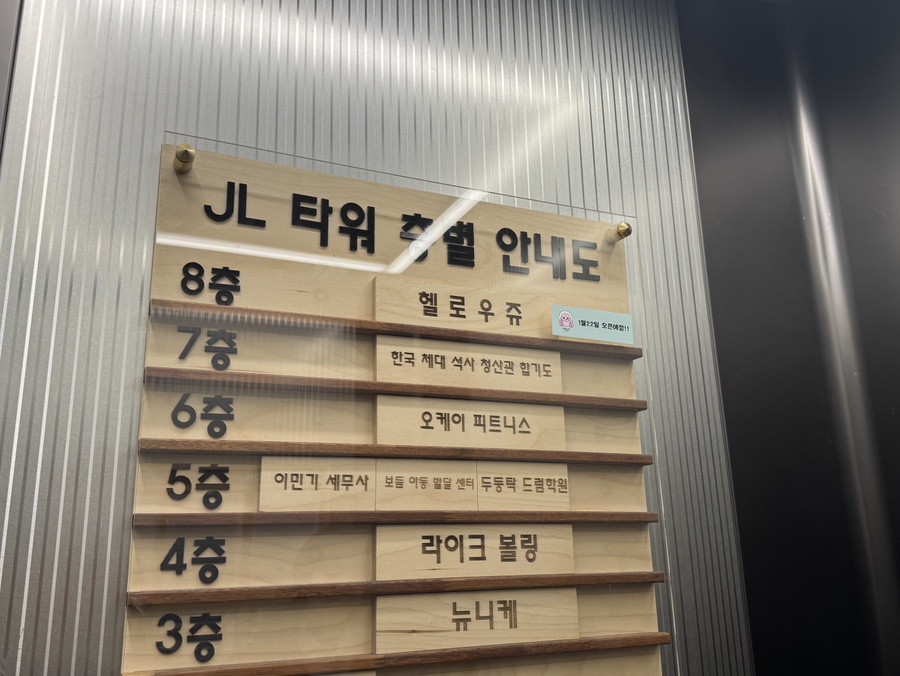 JL 타워 층별 안내도
8층 헬로우쥬 1월22일 오픈예정!!
7층 한국 체대 석사 청산관 합기도
6층 오케이 피트니스
5층 이민기 세무사 보듬 아동 발달 센터 두둥탁 드럼학원
4층 라이크 볼링
3층 뉴니케